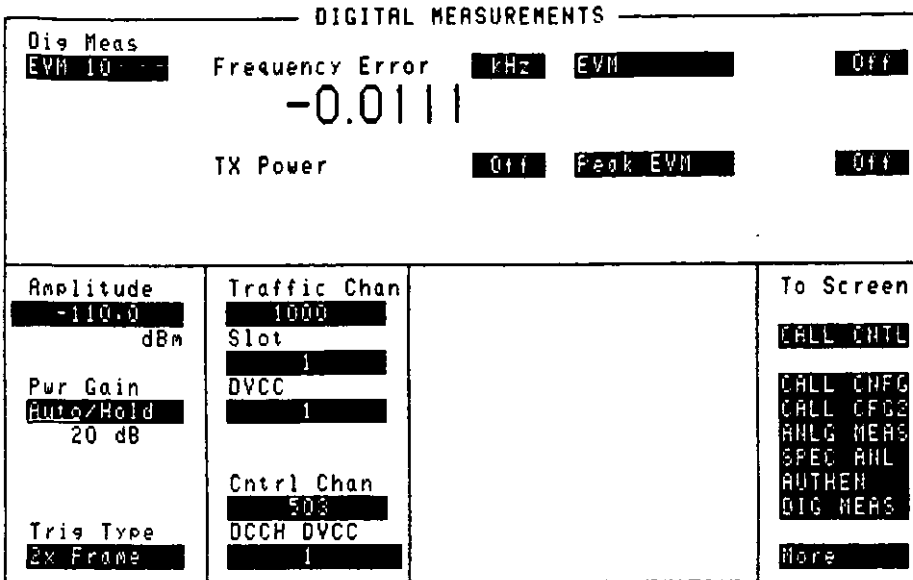 DIGITAL MEASUREMENTS
Dig Meas
EVM 10
Frequency Error kHz EVM Off
-0.0111
TX Power Off Peak EVM Off
Amplitude
-110.0
dBm
Pwr Gain
Auto/Hold
20 dB
Trig Type
2x Frame
Traffic Chan
1000
Slot
1
DVCC
1
Cntrl Chan
503
DCCH DVCC
1
To Screen
CALL CNTL
CALL CNFG
CALL CFG2
ANLG MEAS
SPEC ANL
AUTHEN
DIG MEAS
More